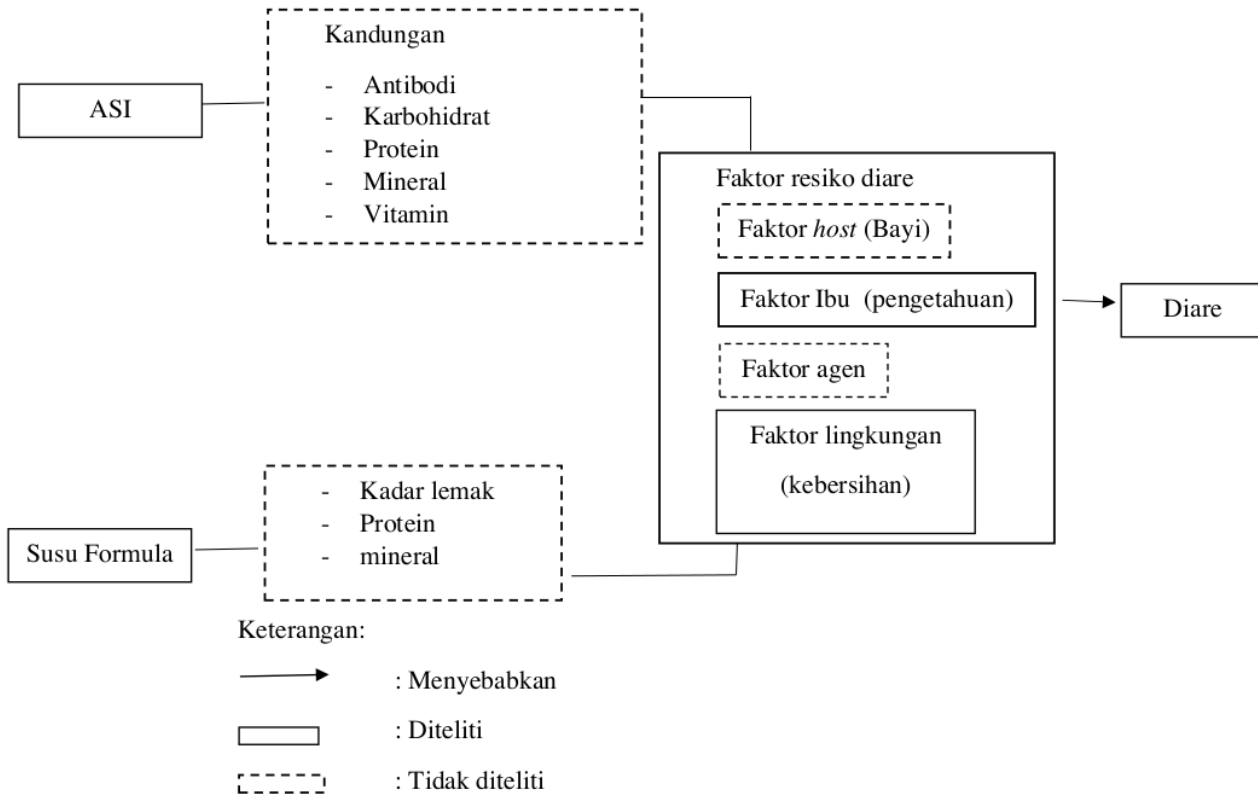 Kandungan
- Antibodi
- Karbohidrat
- Protein
- Mineral
- Vitamin
ASI
Faktor resiko diare
Faktor host (Bayi)
Faktor Ibu (pengetahuan)
Faktor agen
Faktor lingkungan
(kebersihan)
Diare
- Kadar lemak
- Protein
- mineral
Susu Formula
Keterangan:
: Menyebabkan
: Diteliti
: Tidak diteliti